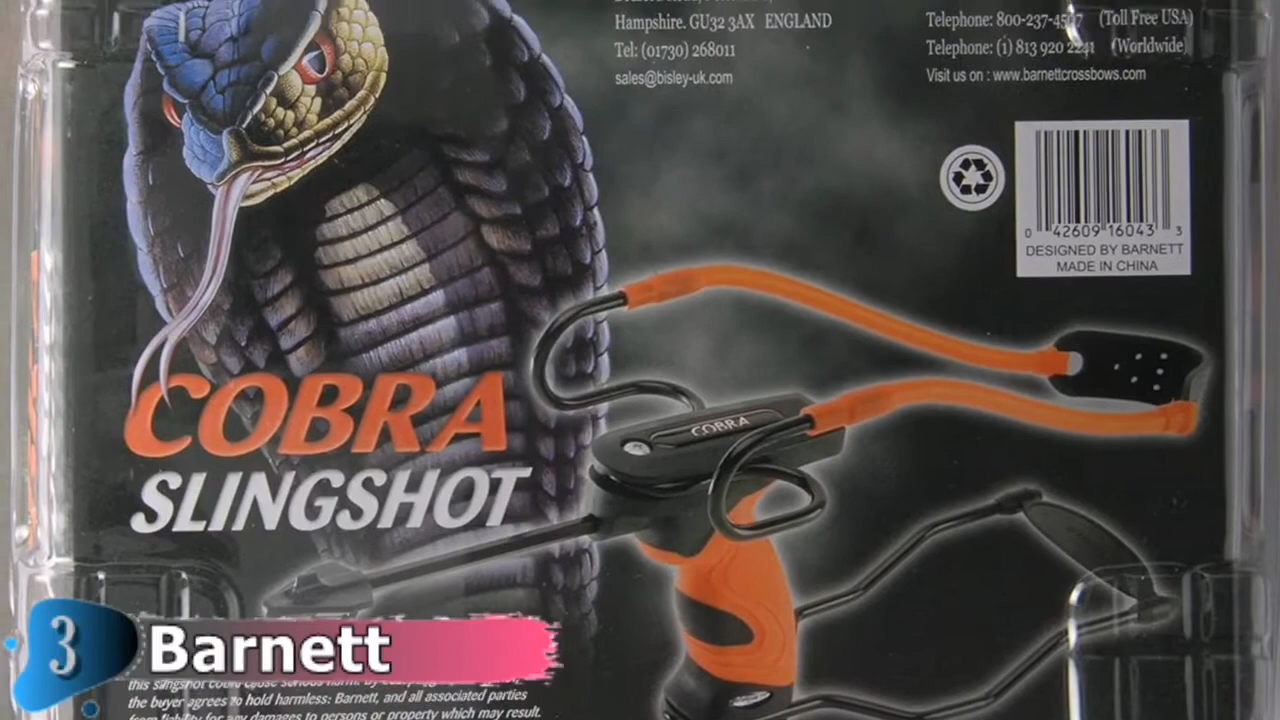 Hampshire. GU32 3AX ENGLAND
Tel: (01730) 268011
sales@bisley-uk.com
Telephone: 800-237-4507 (Toll Free USA)
Telephone: (1) 813 920 2241 (Worldwide)
Visit us on : www.barnettcrossbows.com
0 42609 16043 3
DESIGNED BY BARNETT
MADE IN CHINA
COBRA
SLINGSHOT
COBRA
3 Barnett
this slingshot could cause serious harm. by
the buyer agrees to hold harmless: Barnett, and all associated parties
from liability for any damages to persons or property which may result.